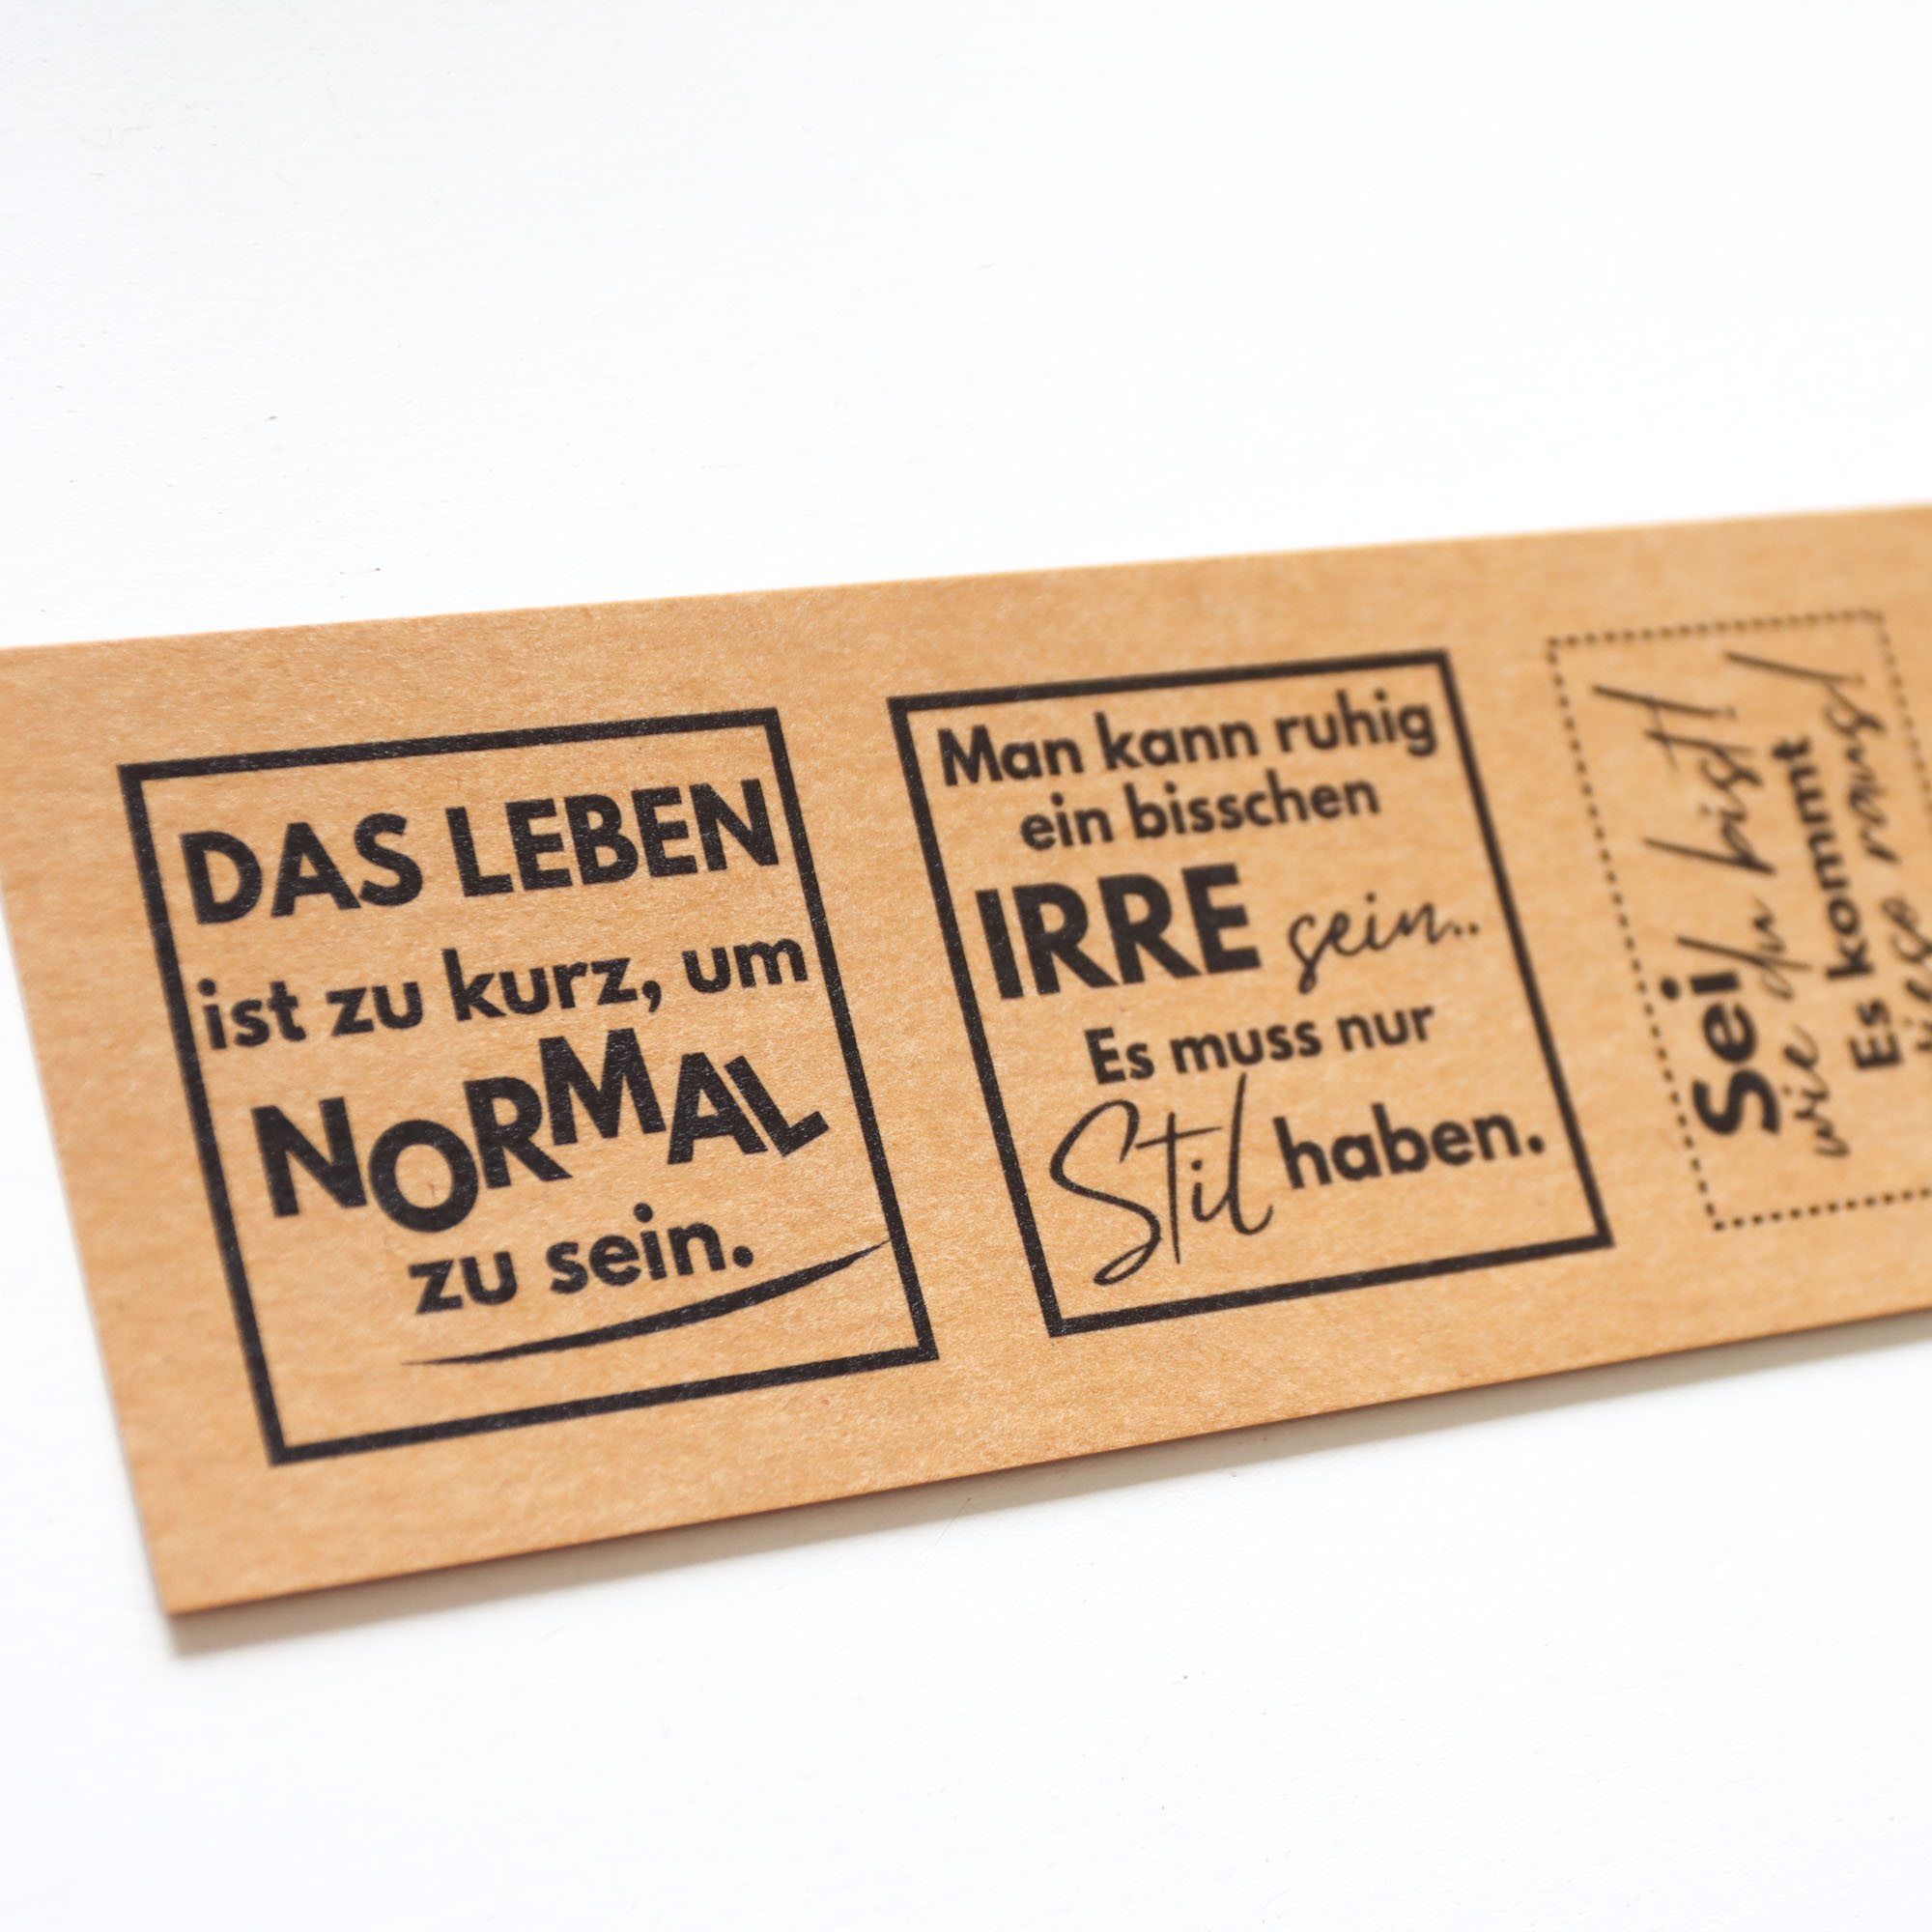 DAS LEBEN
ist zu kurz, um
NORMAL
zu sein.
Man kann ruhig
ein bisschen
IRRE sein..
Es muss nur
Stil haben.
Sei
wie du bist!
Es kommt
raus!